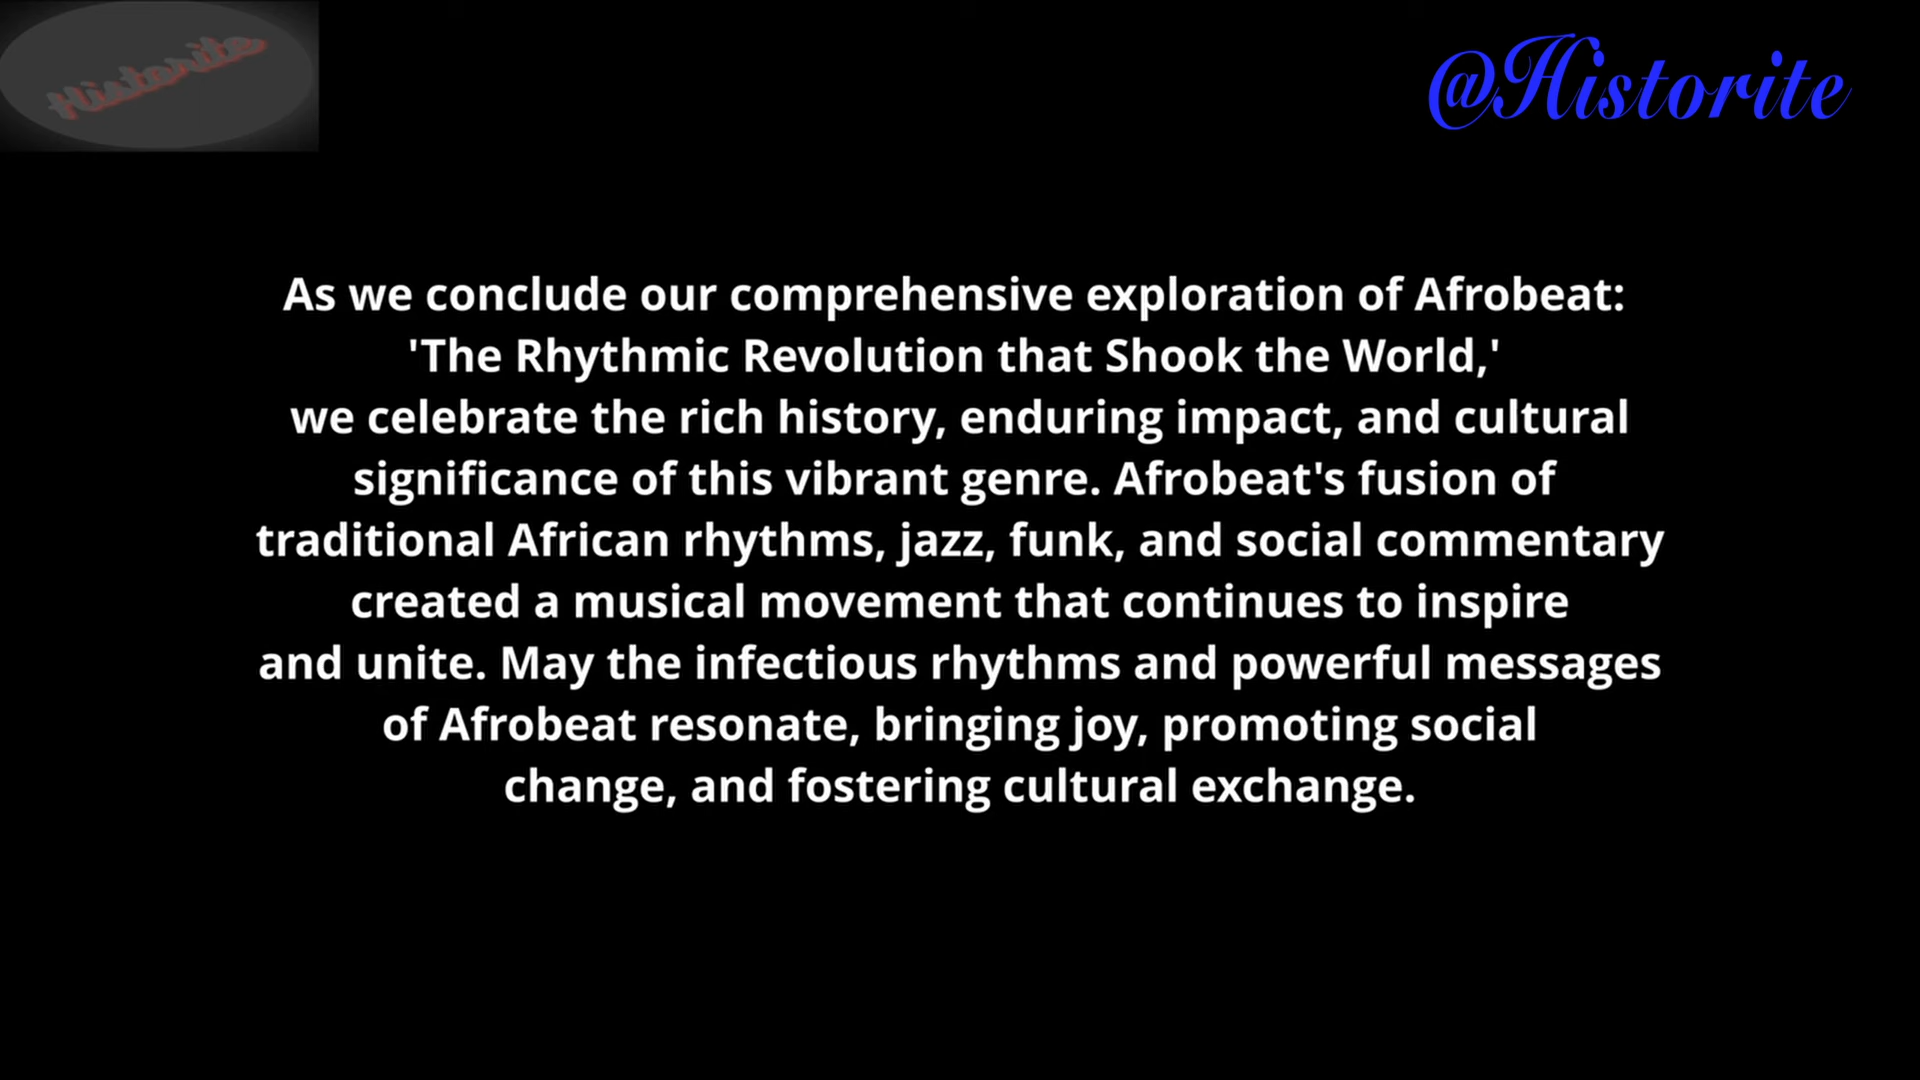 Historite
@Historite
As we conclude our comprehensive exploration of Afrobeat:
'The Rhythmic Revolution that Shook the World,'
we celebrate the rich history, enduring impact, and cultural
significance of this vibrant genre. Afrobeat's fusion of
traditional African rhythms, jazz, funk, and social commentary
created a musical movement that continues to inspire
and unite. May the infectious rhythms and powerful messages
of Afrobeat resonate, bringing joy, promoting social
change, and fostering cultural exchange.